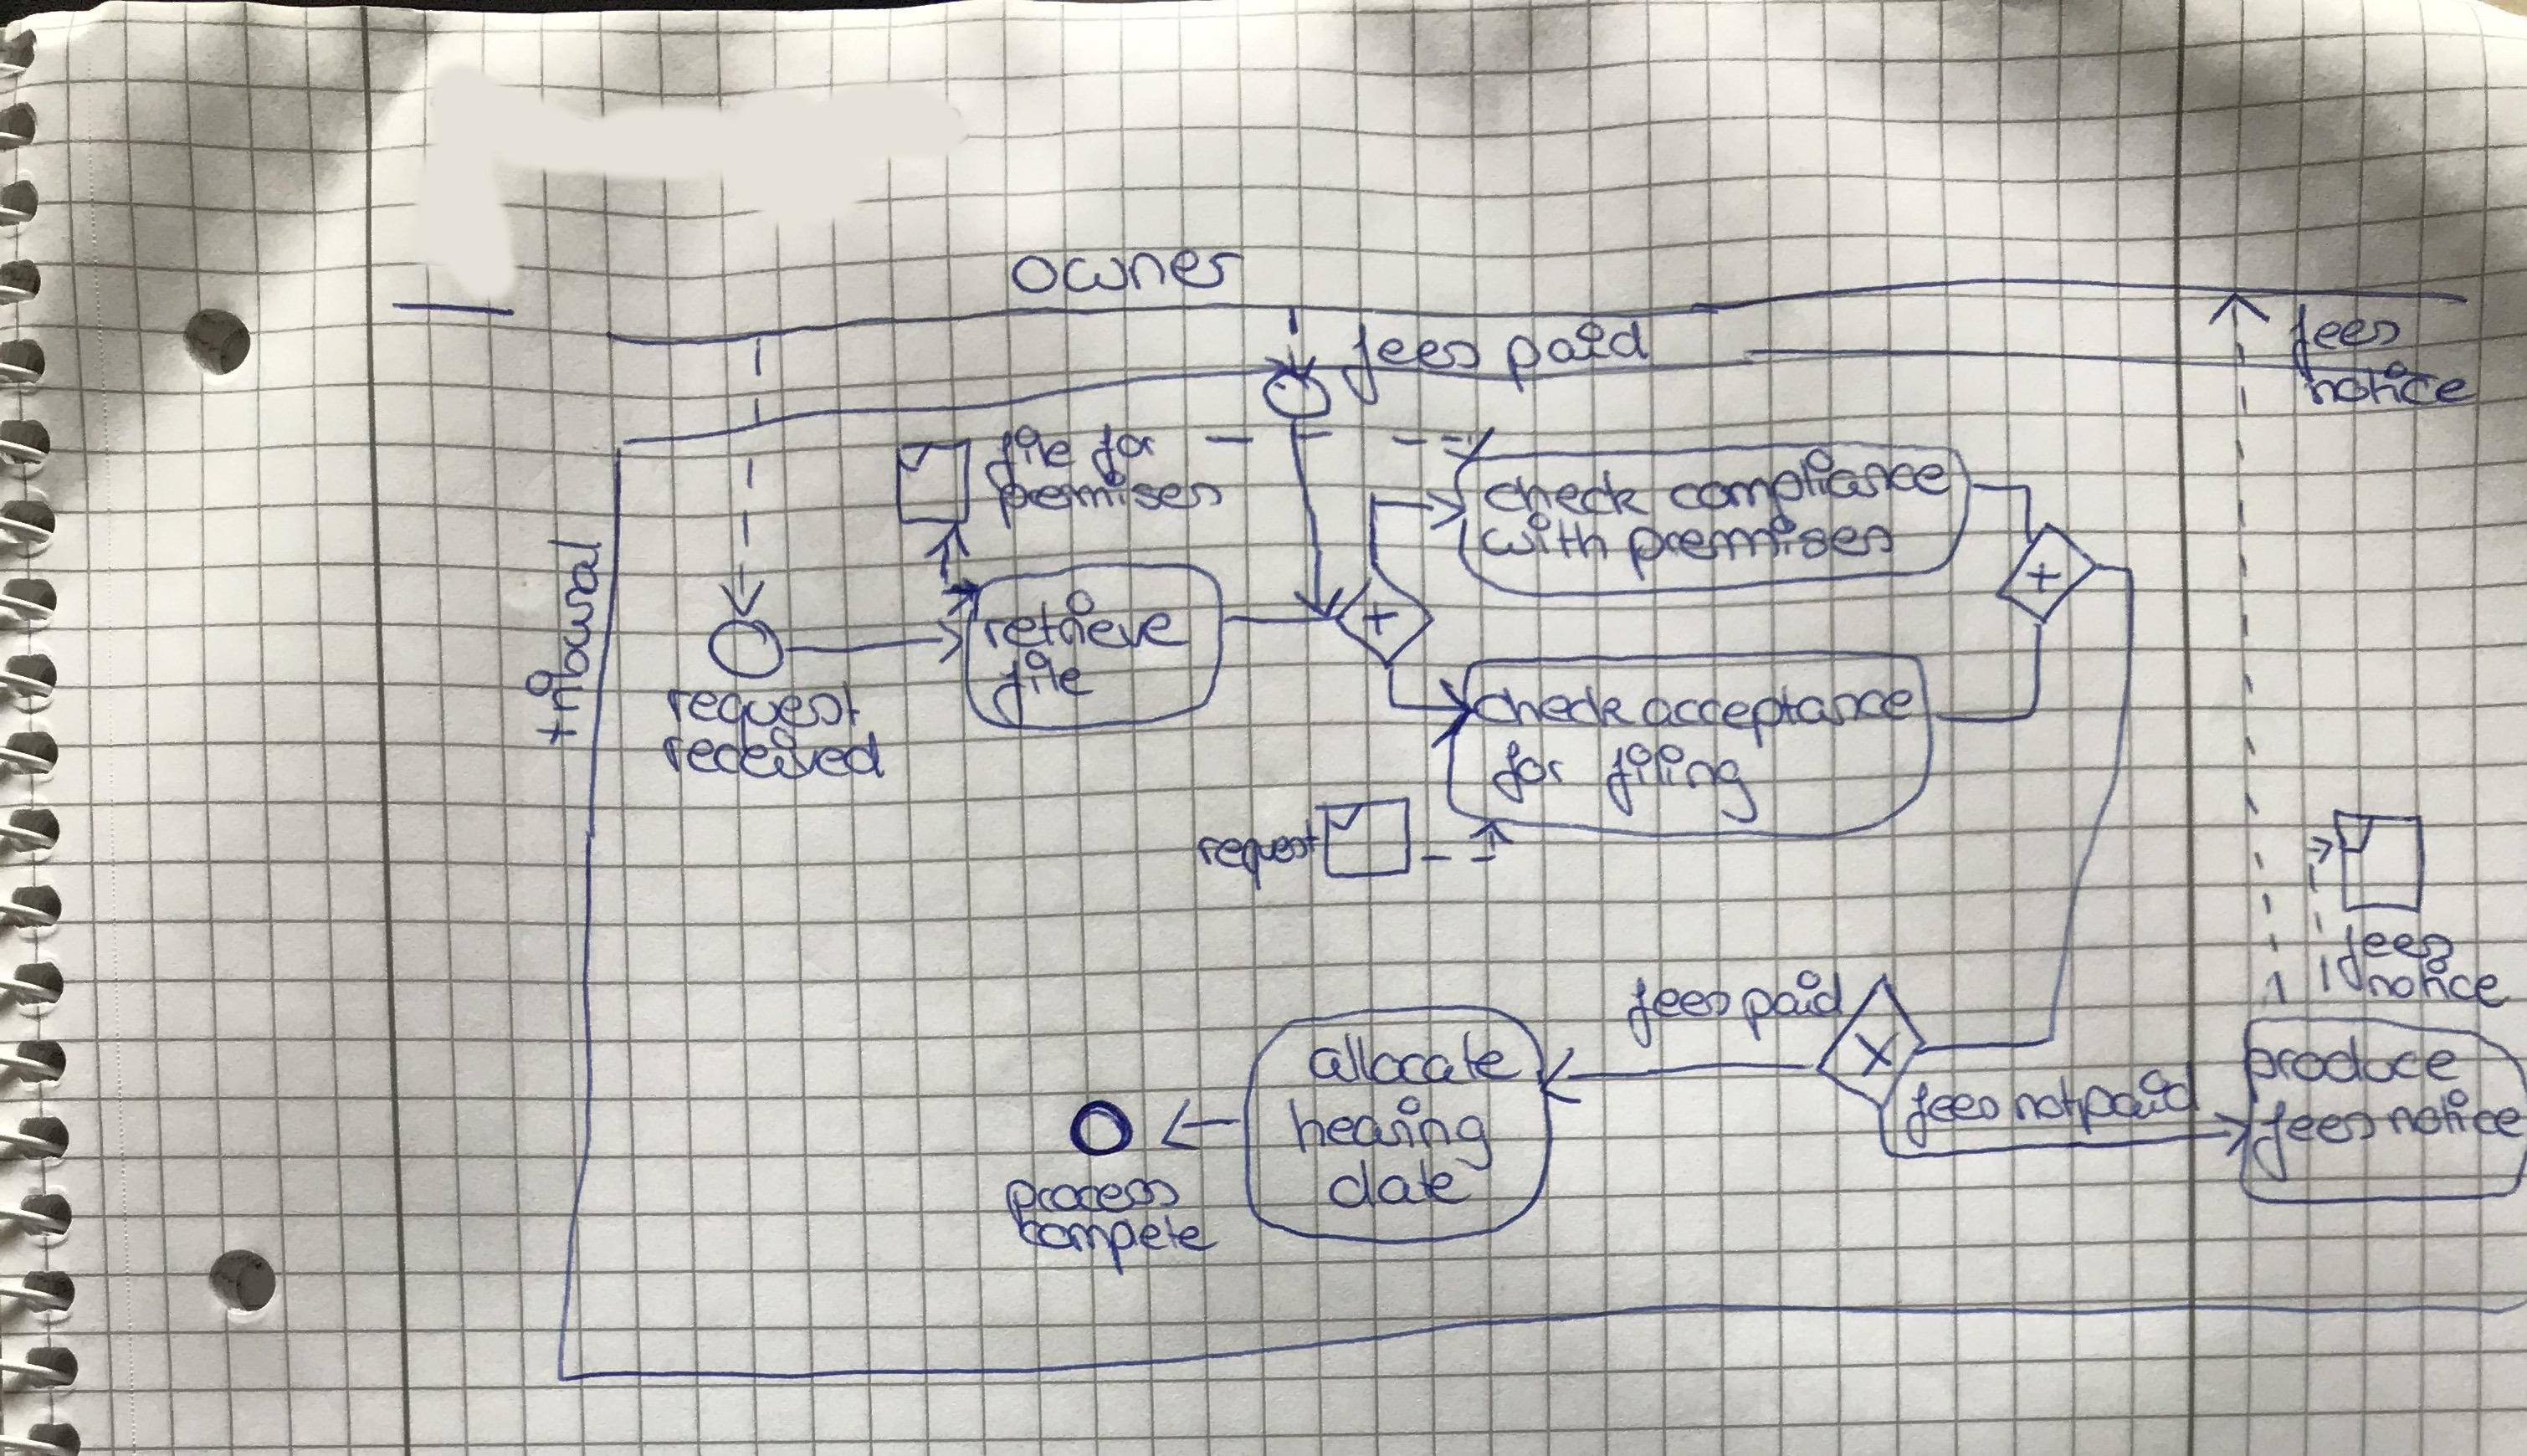 owner
fees paid
fees
notice
file for
premises
check compliance
with premises
tribunal
+
+
retrieve
file
request
received
check acceptance
for filing
request
fees
notice
fees paid
X
allocate
hearing
date
fees not paid
produce
fees notice
process
compete